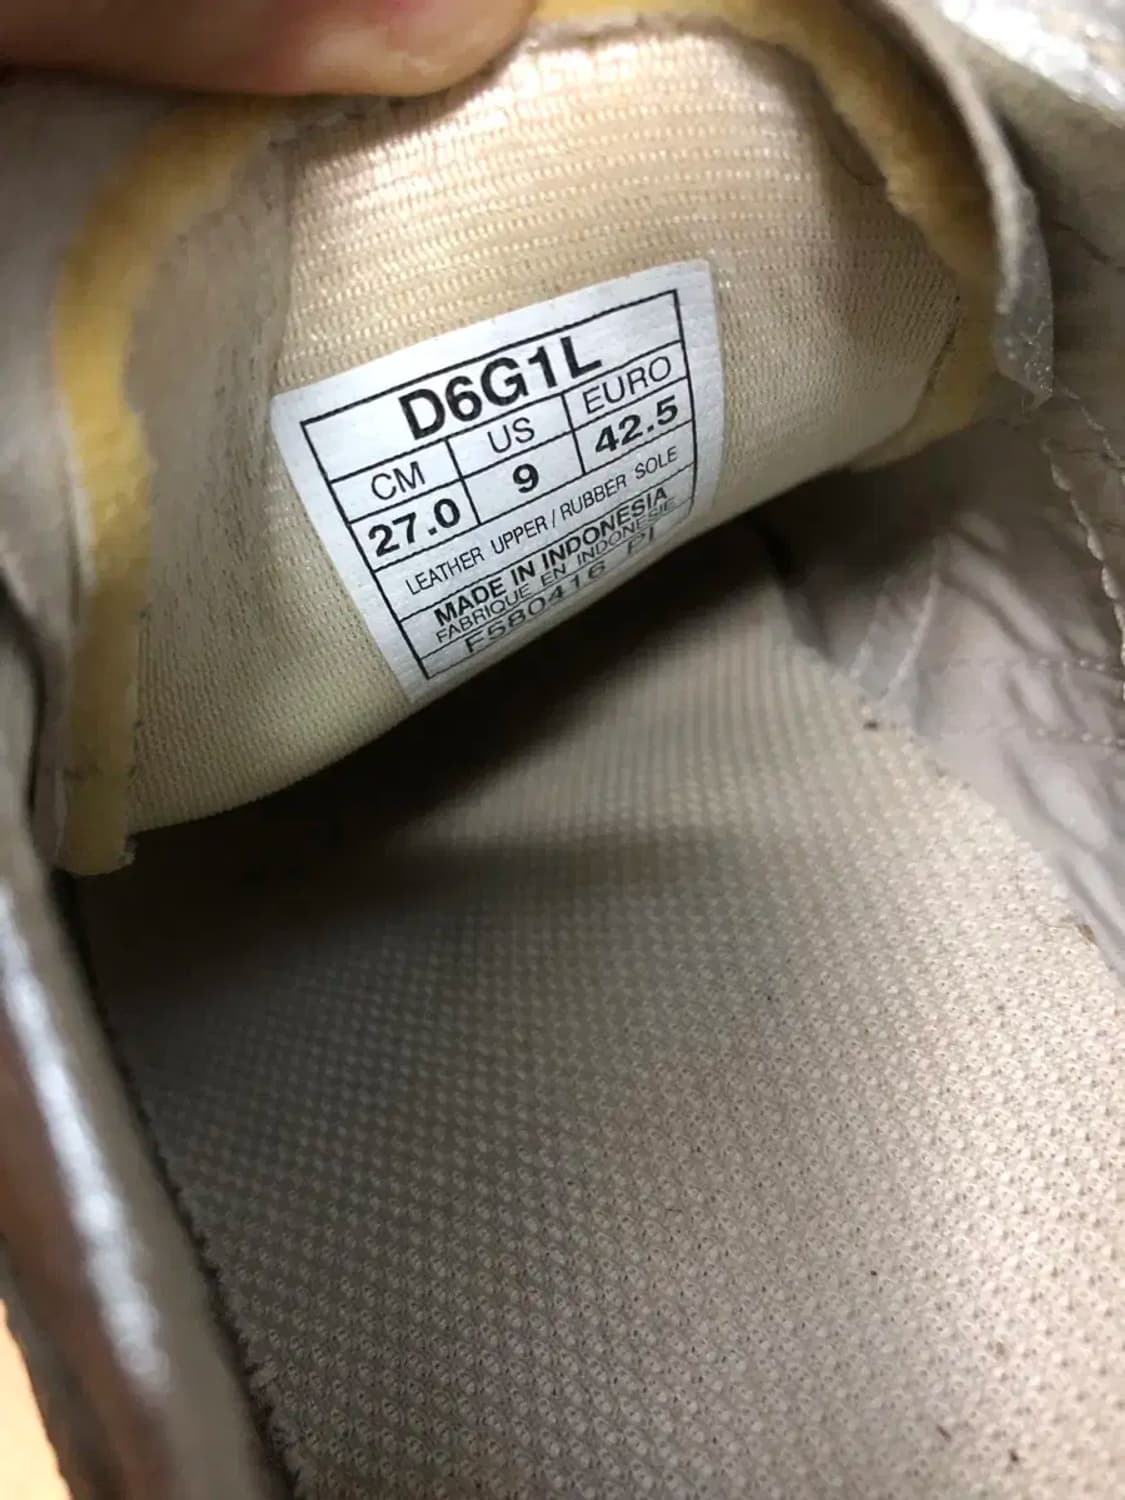 D6G1L
CM US EURO
27.0 9 42.5
LEATHER UPPER / RUBBER SOLE
MADE IN INDONESIA
FABRIQUE EN INDONESIE
F580416 PI